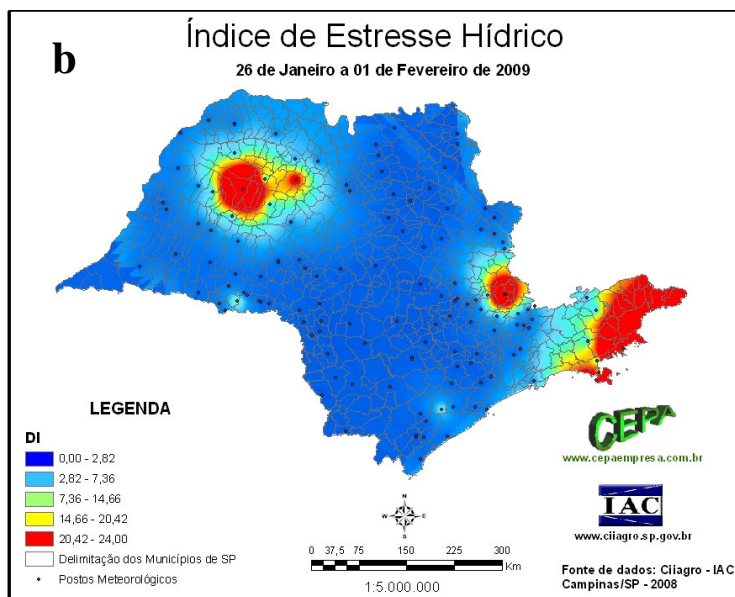 b
Índice de Estresse Hídrico
26 de Janeiro a 01 de Fevereiro de 2009
LEGENDA
DI
0,00 - 2,82
2,82 - 7,36
7,36 - 14,66
14,66 - 20,42
20,42 - 24,00
Delimitação dos Municípios de SP
Postos Meteorológicos
N
W E
S
0 37,5 75 150 225 300
Km
1:5.000.000
CEPA
www.cepaempresa.com.br
IAC
www.ciiagro.sp.gov.br
Fonte de dados: Ciiagro - IAC
Campinas/SP - 2008